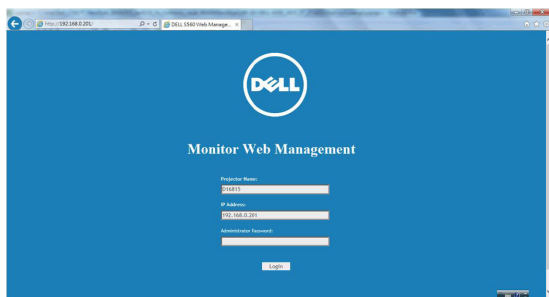 http://192.168.0.201/
DELL S560 Web Manage...
DELL
Monitor Web Management
Projector Name:
D16815
IP Address:
192.168.0.201
Administrator Password:
Login